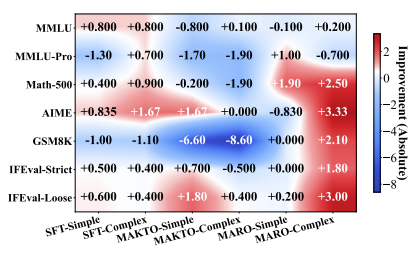 MMLU +0.800 +0.800 -0.800 +0.100 -0.100 +0.200
MMLU-Pro -1.30 +0.700 -1.70 -1.90 +1.00 -0.700
Math-500 +0.400 +0.900 -0.200 -1.90 +1.90 +2.50
AIME +0.835 +1.67 +1.67 +0.000 -0.830 +3.33
GSM8K -1.00 -1.10 -6.60 -8.60 +0.000 +2.10
IFEval-Strict +0.500 +0.400 +0.700 -0.500 +0.000 +1.80
IFEval-Loose +0.600 +0.400 +1.80 +0.400 +0.200 +3.00
SFT-Simple SFT-Complex MAKTO-Simple MAKTO-Complex MARO-Simple MARO-Complex
2
0
−2
−4
−6
−8
Improvement (Absolute)